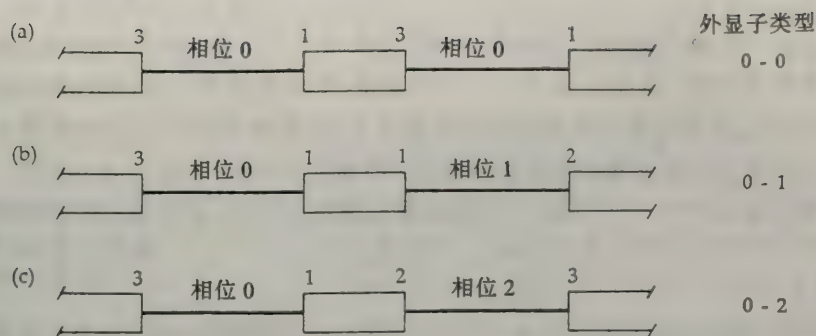 外显子类型
(a) 3 相位 0 1 3 相位 0 1 0 - 0
(b) 3 相位 0 1 1 相位 1 2 0 - 1
(c) 3 相位 0 1 2 相位 2 3 0 - 2